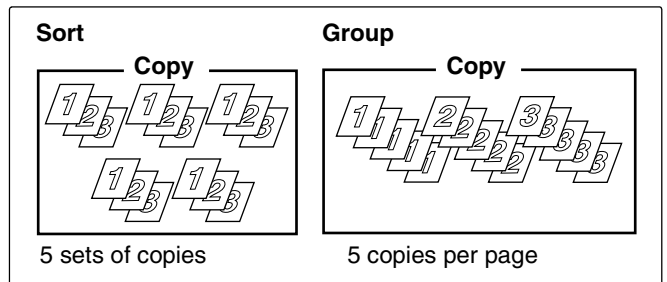 Sort
Copy
1 2 3 1 2 3 1 2 3
1 2 3 1 2 3
5 sets of copies
Group
Copy
1 1 1 1 1 2 2 2 2 2 3 3 3 3 3
5 copies per page